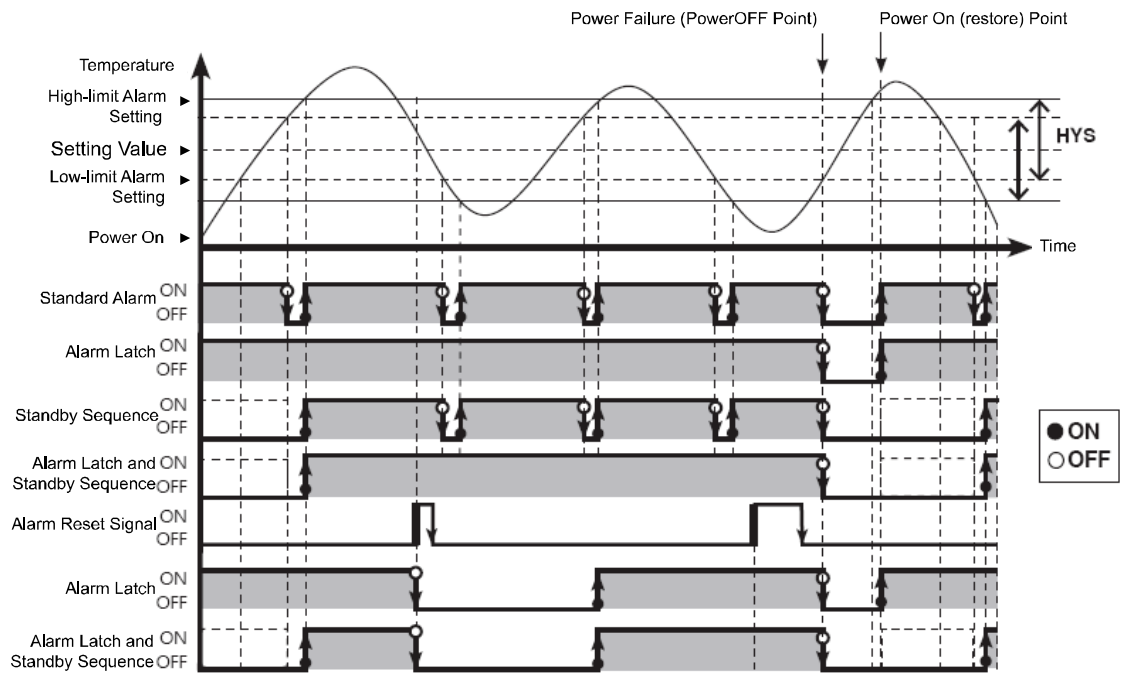 Power Failure (PowerOFF Point)
Power On (restore) Point
Temperature
High-limit Alarm
Setting
Setting Value
Low-limit Alarm
Setting
Power On
HYS
Time
Standard Alarm
ON
OFF
Alarm Latch
ON
OFF
Standby Sequence
ON
OFF
Alarm Latch and
Standby Sequence
ON
OFF
Alarm Reset Signal
ON
OFF
Alarm Latch
ON
OFF
Alarm Latch and
Standby Sequence
ON
OFF
ON
OFF